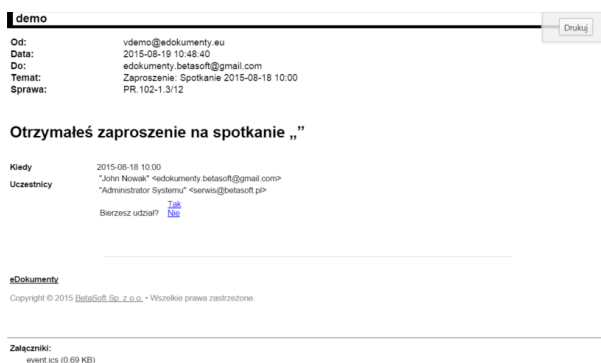 demo
Drukuj
Od: vdemo@edokumenty.eu
Data: 2015-08-19 10:48:40
Do: edokumenty.betasoft@gmail.com
Temat: Zaproszenie: Spotkanie 2015-08-18 10:00
Sprawa: PR.102-1.3/12
Otrzymałeś zaproszenie na spotkanie „”
Kiedy 2015-08-18 10:00
Uczestnicy "John Nowak" <edokumenty.betasoft@gmail.com>
"Administrator Systemu" <serwis@betasoft.pl>
Tak
Bierzesz udział? Nie
eDokumenty
Copyright © 2015 BetaSoft Sp. z o.o. • Wszelkie prawa zastrzeżone.
Załączniki:
event.ics (0.69 KB)